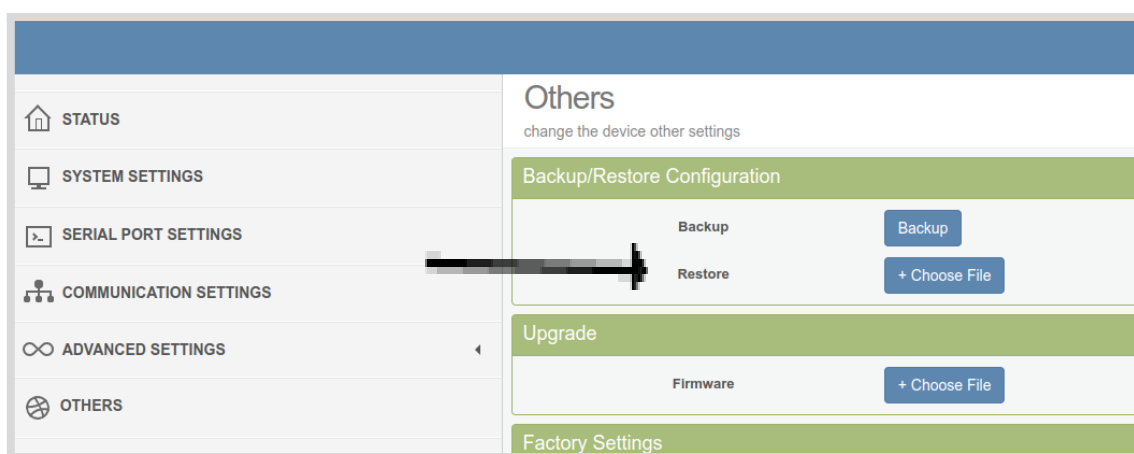 STATUS
SYSTEM SETTINGS
SERIAL PORT SETTINGS
COMMUNICATION SETTINGS
ADVANCED SETTINGS
OTHERS
Others
change the device other settings
Backup/Restore Configuration
Backup Backup
Restore + Choose File
Upgrade
Firmware + Choose File
Factory Settings